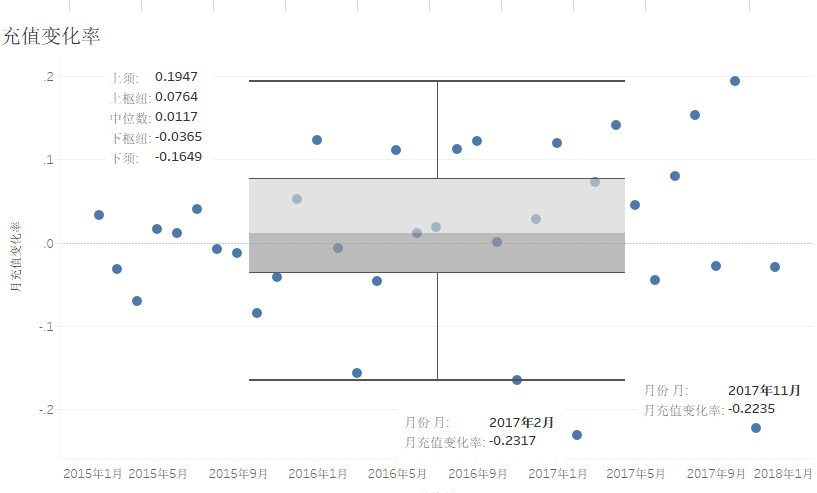 充值变化率
上须: 0.1947
上枢纽: 0.0764
中位数: 0.0117
下枢纽: -0.0365
下须: -0.1649
.2
.1
.0
-.1
-.2
月充值变化率
月份 月: 2017年2月
月充值变化率: -0.2317
月份 月: 2017年11月
月充值变化率: -0.2235
2015年1月 2015年5月 2015年9月 2016年1月 2016年5月 2016年9月 2017年1月 2017年5月 2017年9月 2018年1月